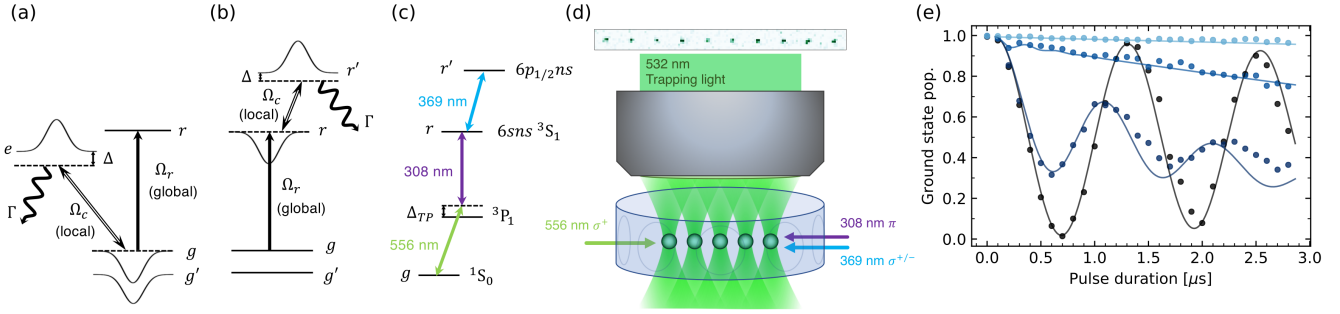 (a)
e
Δ
Γ
Ω_c
(local)
r
Ω_r
(global)
g
g′
(b)
Δ
r′
Ω_c
(local)
Γ
r
Ω_r
(global)
g
g′
(c)
r′
6p_{1/2}ns
369 nm
r
6sns ³S₁
308 nm
Δ_{TP}
³P₁
556 nm
g
¹S₀
(d)
532 nm
Trapping light
556 nm σ⁺
308 nm π
369 nm σ^{+/−}
(e)
Ground state pop.
1.0
0.8
0.6
0.4
0.2
0.0
0.0 0.5 1.0 1.5 2.0 2.5 3.0
Pulse duration [μs]